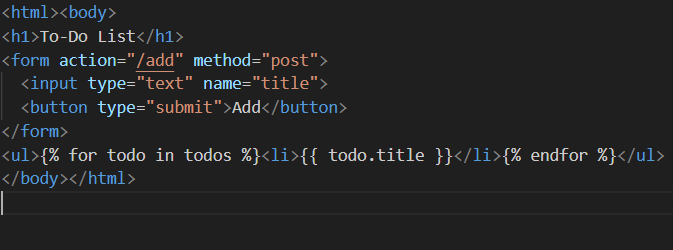 <html><body>
<h1>To-Do List</h1>
<form action="/add" method="post">
  <input type="text" name="title">
  <button type="submit">Add</button>
</form>
<ul>{% for todo in todos %}<li>{{ todo.title }}</li>{% endfor %}</ul>
</body></html>